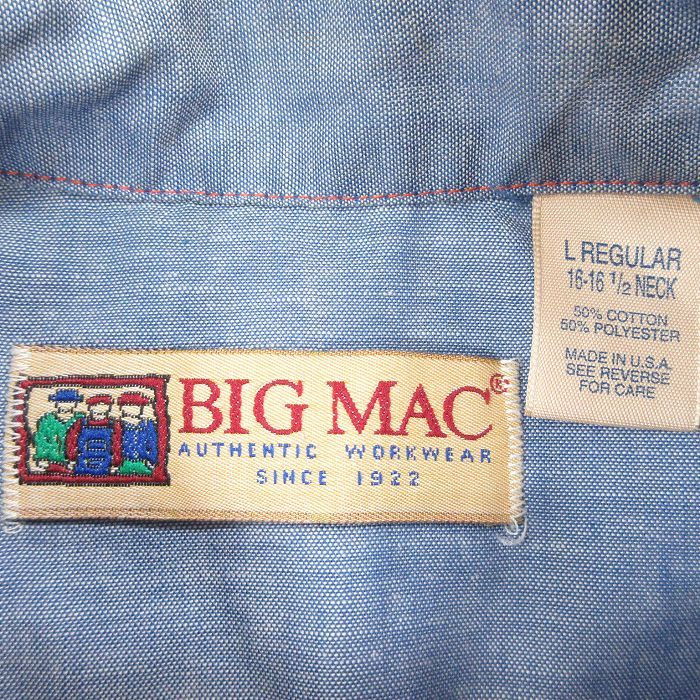 L REGULAR
16-16 1/2 NECK
50% COTTON
50% POLYESTER
MADE IN U.S.A.
SEE REVERSE
FOR CARE
BIG MAC®
AUTHENTIC WORKWEAR
SINCE 1922